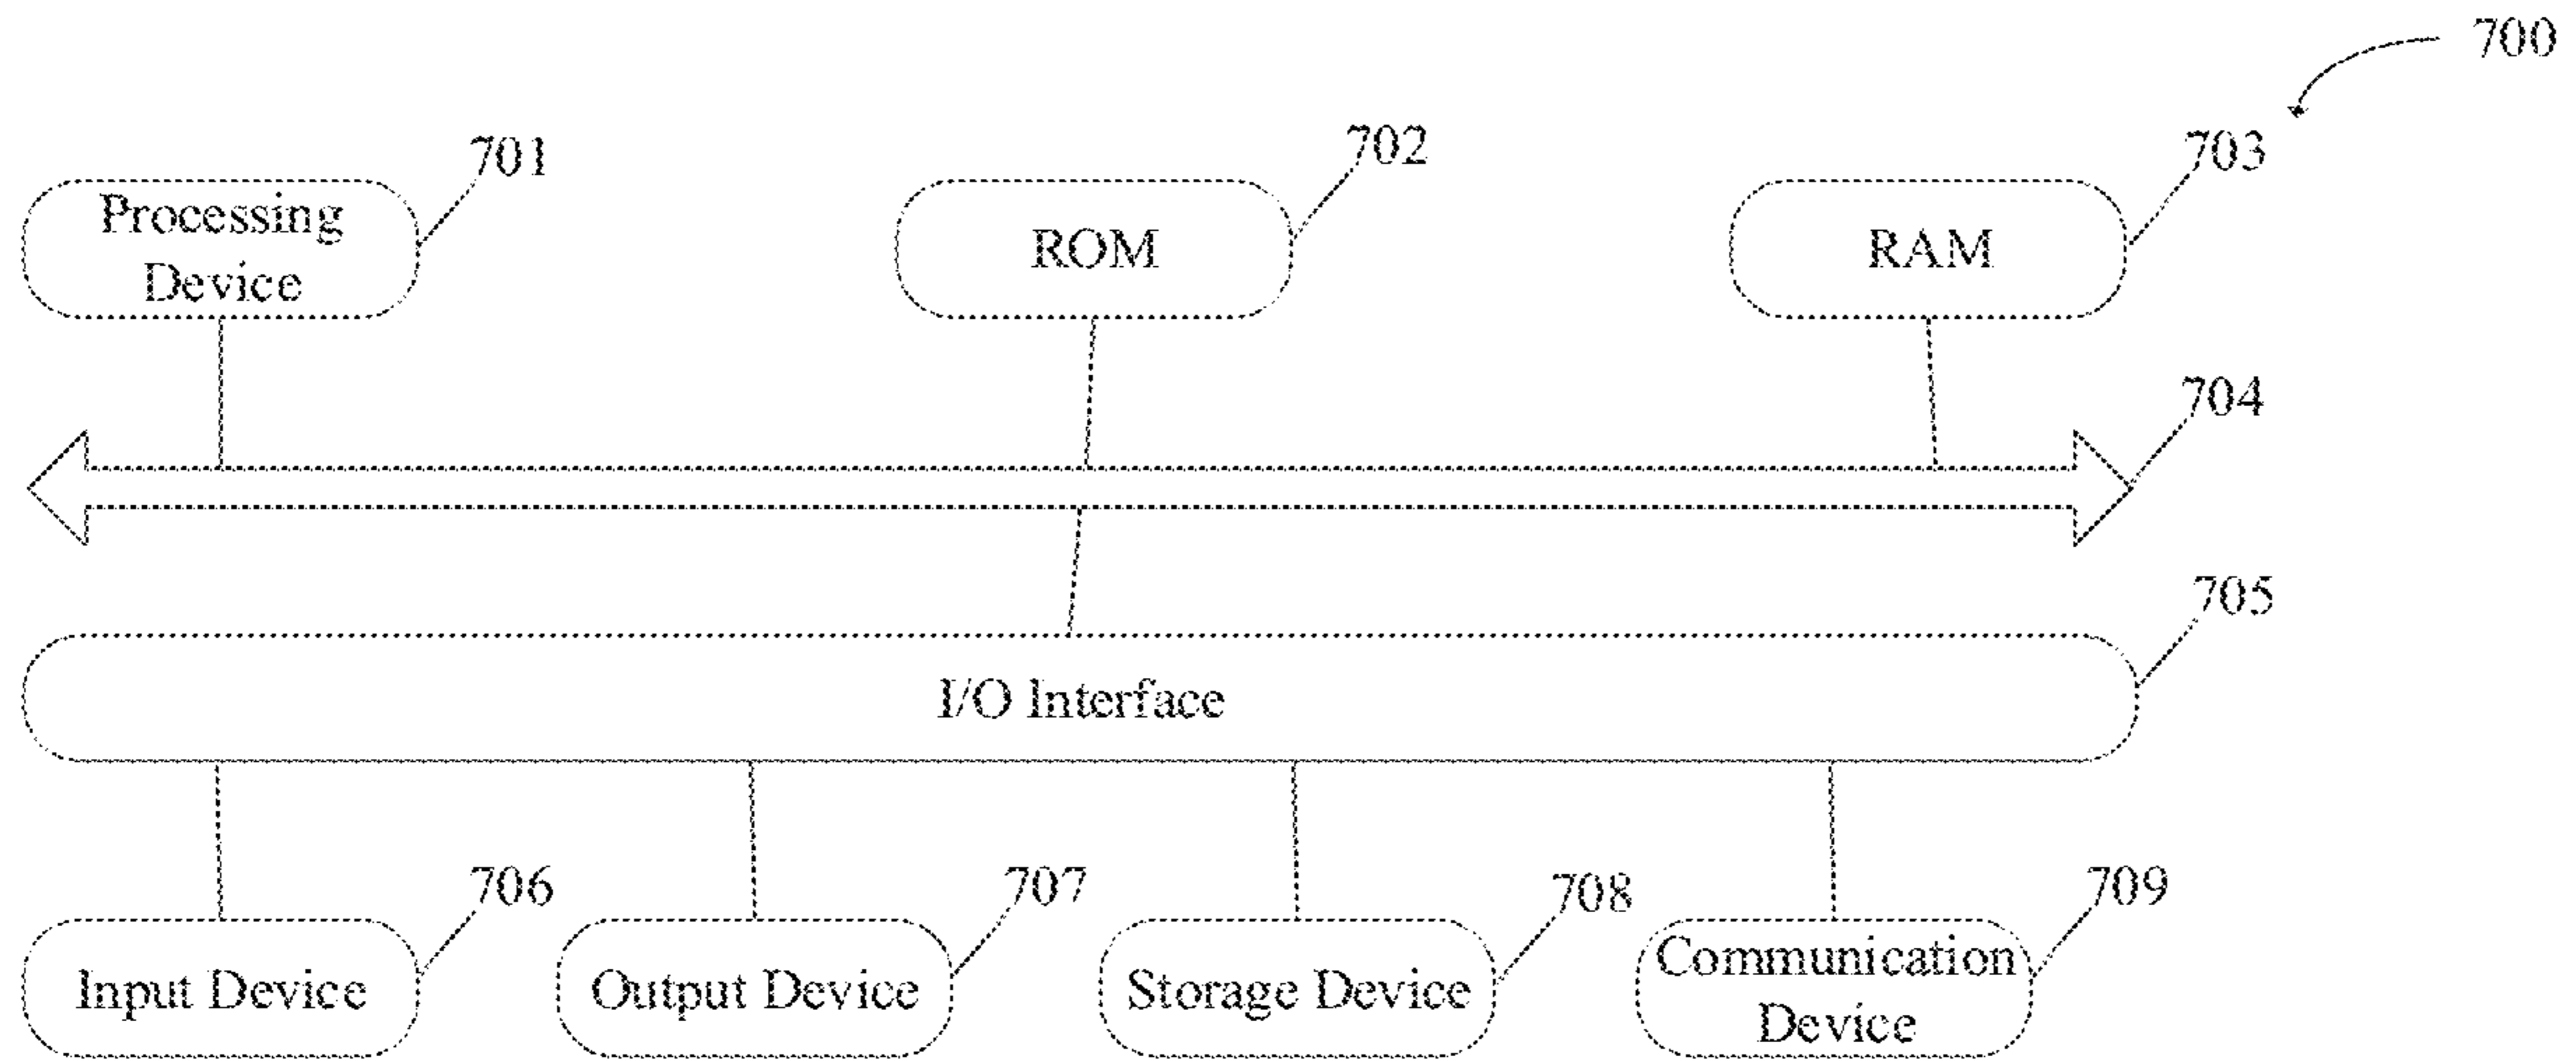 700
701
702
703
Processing
Device
ROM
RAM
704
705
I/O Interface
706
707
708
709
Input Device
Output Device
Storage Device
Communication
Device